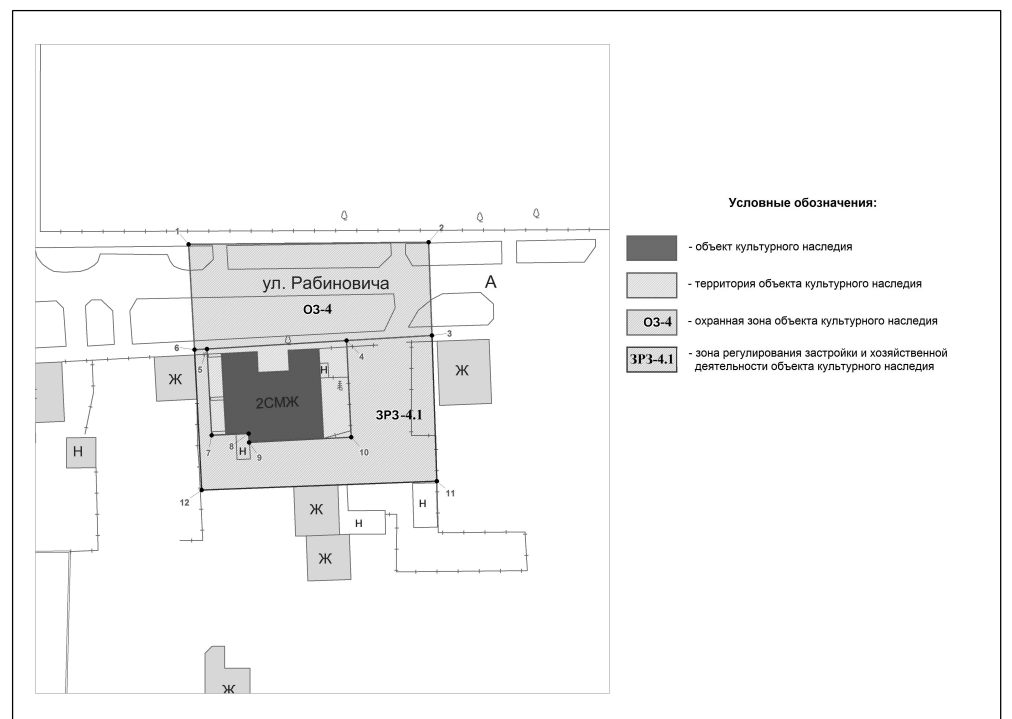 Условные обозначения:
- объект культурного наследия
- территория объекта культурного наследия
ОЗ-4 - охранная зона объекта культурного наследия
ЗРЗ-4.1 - зона регулирования застройки и хозяйственной
деятельности объекта культурного наследия
1
2
ул. Рабиновича
А
ОЗ-4
3
6
5
4
Ж
Н
Ж
2СМЖ
ЗРЗ-4.1
Н
7
8
Н
9
10
12
11
Ж
Н
Н
Ж
Ж